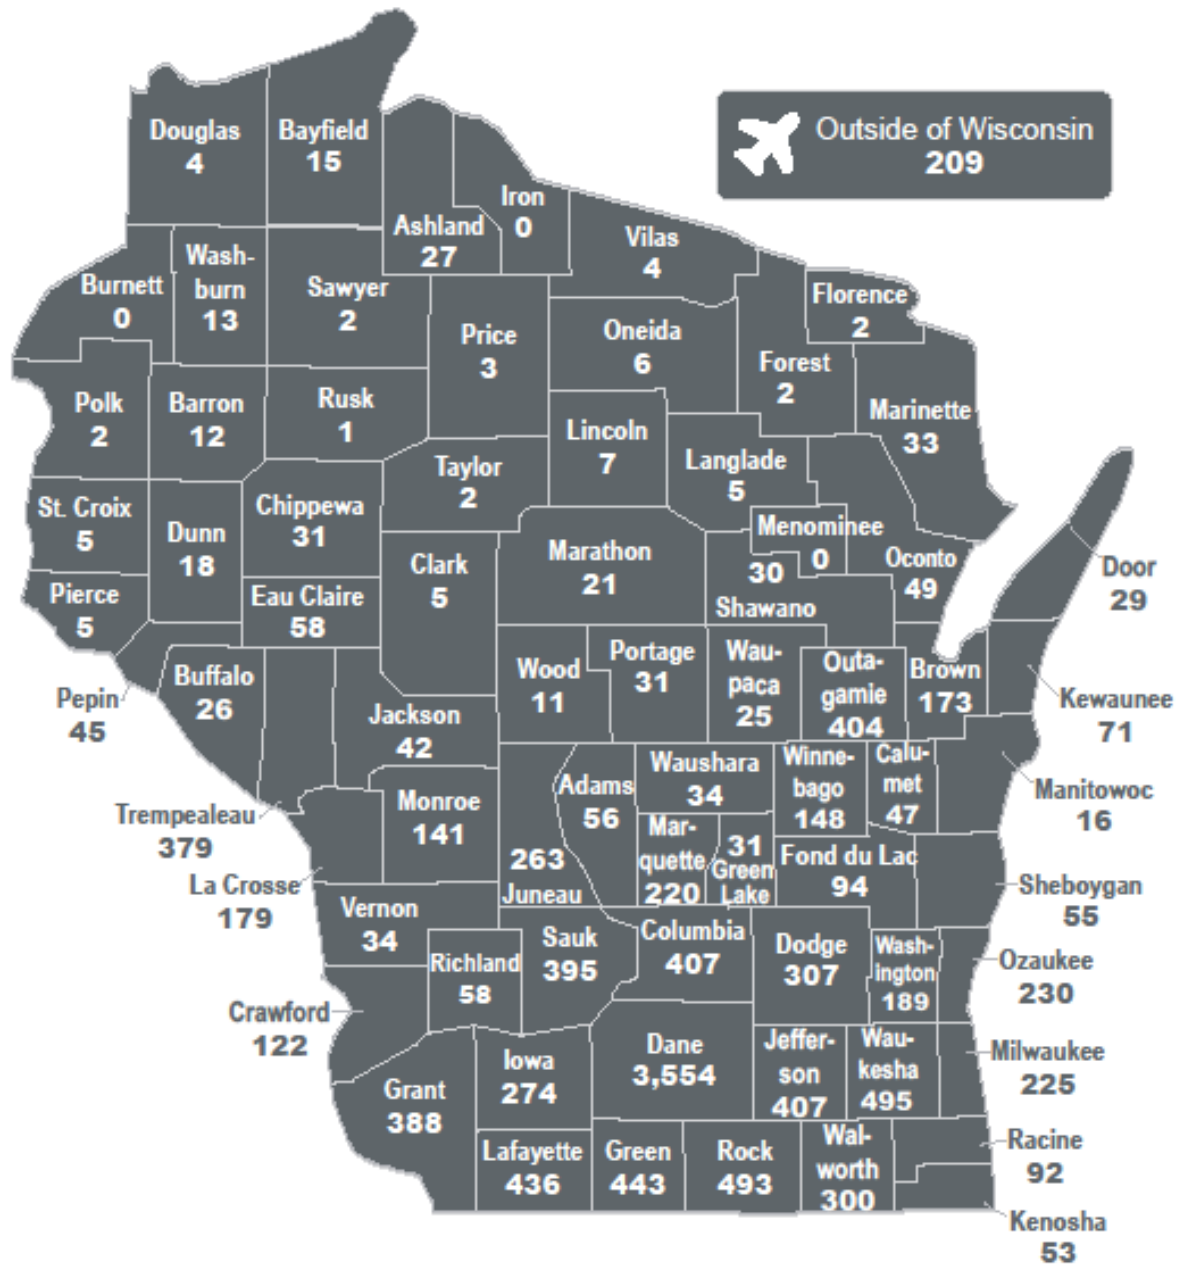 Outside of Wisconsin
209
Douglas
4
Bayfield
15
Iron
0
Ashland
27
Vilas
4
Burnett
0
Wash-
burn
13
Sawyer
2
Florence
2
Price
3
Oneida
6
Forest
2
Polk
2
Barron
12
Rusk
1
Marinette
33
Lincoln
7
Taylor
2
Langlade
5
St. Croix
5
Chippewa
31
Dunn
18
Menominee
0
Marathon
21
Clark
5
30
Shawano
Oconto
49
Door
29
Pierce
5
Eau Claire
58
Pepin
45
Buffalo
26
Wood
11
Portage
31
Wau-
paca
25
Outa-
gamie
404
Brown
173
Kewaunee
71
Jackson
42
Trempealeau
379
Monroe
141
Adams
56
Waushara
34
Winne-
bago
148
Calu-
met
47
Manitowoc
16
263
Juneau
Mar-
quette
220
31
Green
Lake
Fond du Lac
94
Sheboygan
55
La Crosse
179
Vernon
34
Richland
58
Sauk
395
Columbia
407
Dodge
307
Wash-
ington
189
Ozaukee
230
Crawford
122
Grant
388
Iowa
274
Dane
3,554
Jeffer-
son
407
Wau-
kesha
495
Milwaukee
225
Lafayette
436
Green
443
Rock
493
Wal-
worth
300
Racine
92
Kenosha
53